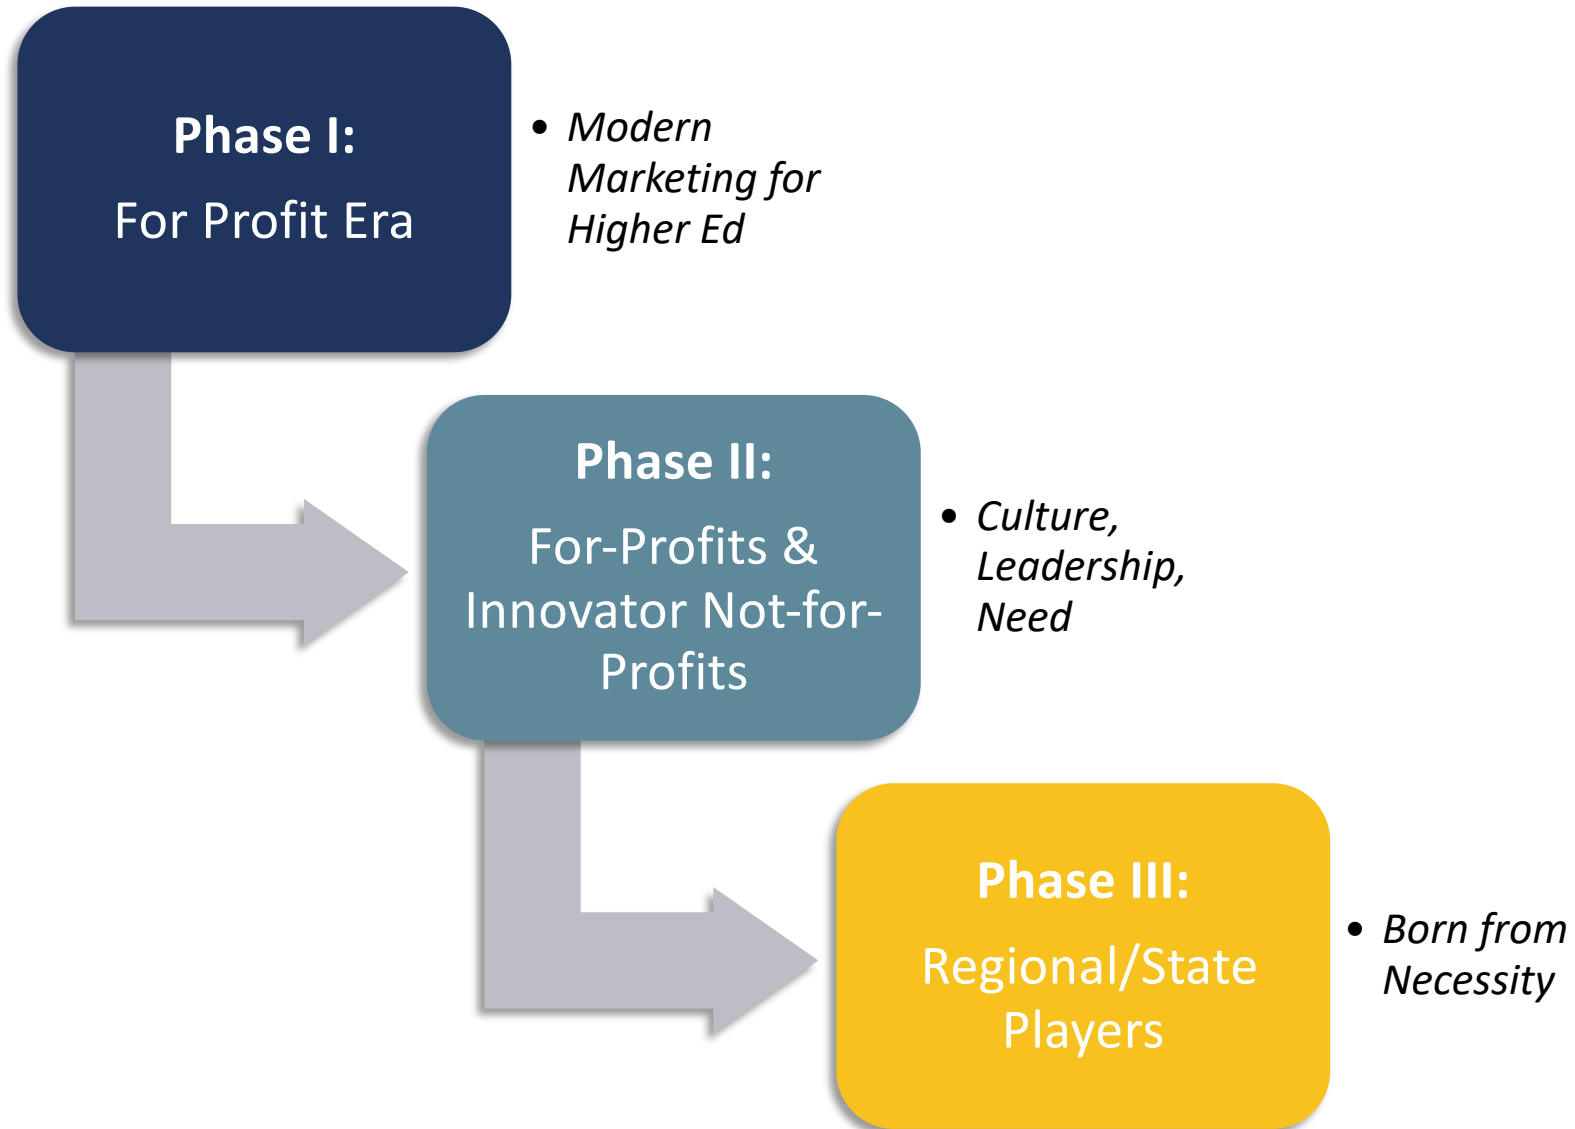 Phase I:
For Profit Era
• Modern
Marketing for
Higher Ed
Phase II:
For-Profits &
Innovator Not-for-
Profits
• Culture,
Leadership,
Need
Phase III:
Regional/State
Players
• Born from
Necessity